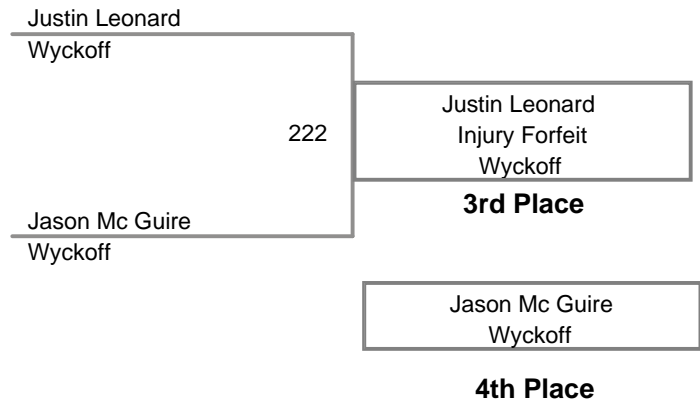 Justin Leonard
Wyckoff
222
Justin Leonard
Injury Forfeit
Wyckoff
3rd Place
Jason Mc Guire
Wyckoff
Jason Mc Guire
Wyckoff
4th Place